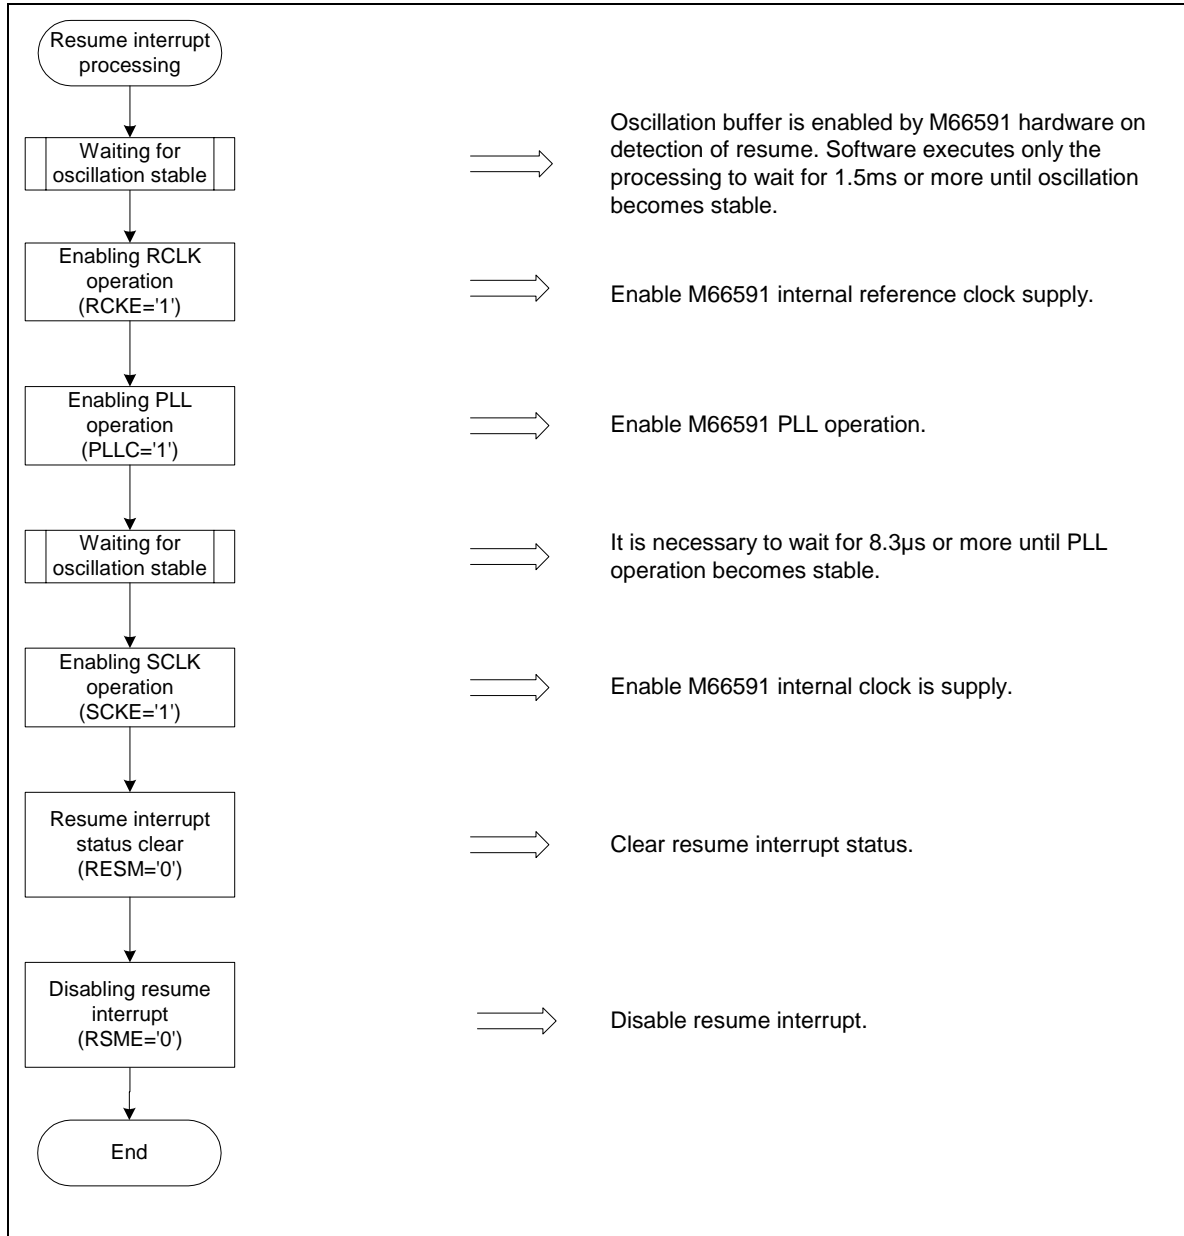 Resume interrupt
processing
Waiting for
oscillation stable
Oscillation buffer is enabled by M66591 hardware on
detection of resume. Software executes only the
processing to wait for 1.5ms or more until oscillation
becomes stable.
Enabling RCLK
operation
(RCKE='1')
Enable M66591 internal reference clock supply.
Enabling PLL
operation
(PLLC='1')
Enable M66591 PLL operation.
Waiting for
oscillation stable
It is necessary to wait for 8.3µs or more until PLL
operation becomes stable.
Enabling SCLK
operation
(SCKE='1')
Enable M66591 internal clock is supply.
Resume interrupt
status clear
(RESM='0')
Clear resume interrupt status.
Disabling resume
interrupt
(RSME='0')
Disable resume interrupt.
End